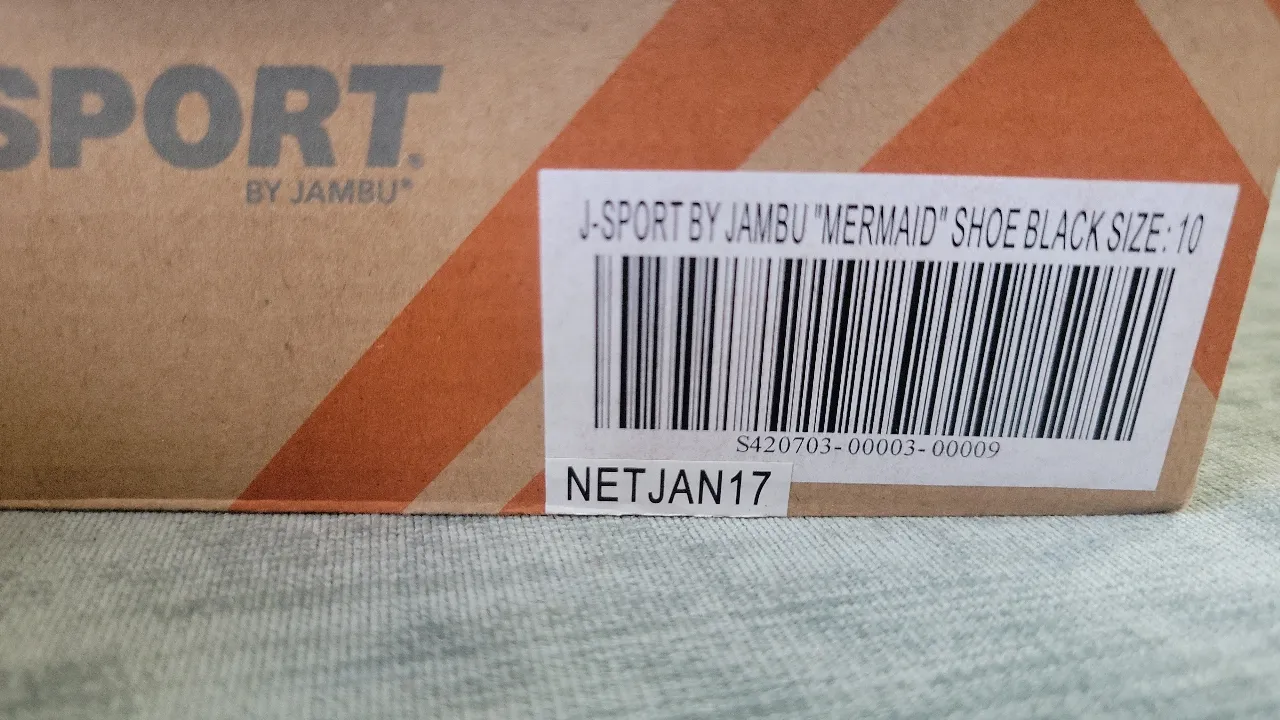 SPORT.
BY JAMBU®
J-SPORT BY JAMBU "MERMAID" SHOE BLACK SIZE: 10
S420703-00003-00009
NETJAN17